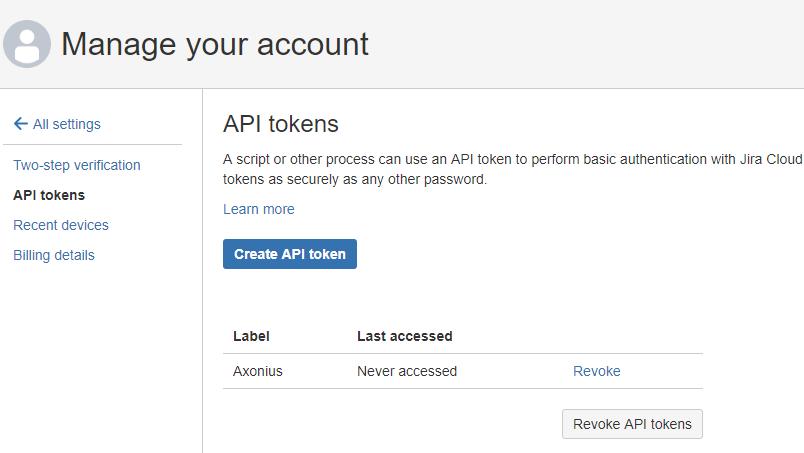 Manage your account
All settings
Two-step verification
API tokens
Recent devices
Billing details
API tokens
A script or other process can use an API token to perform basic authentication with Jira Cloud
tokens as securely as any other password.
Learn more
Create API token
Label Last accessed
Axonius Never accessed Revoke
Revoke API tokens